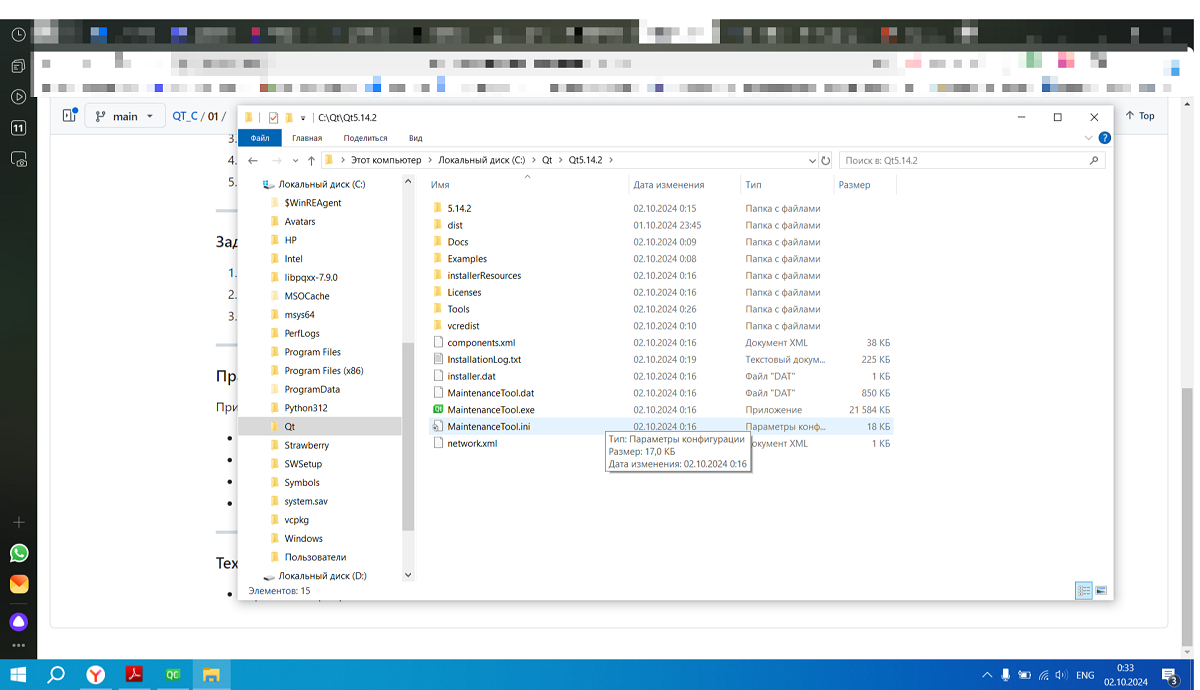 C:\Qt\Qt5.14.2
11
main QT_C / 01 /
Top
Файл Главная Поделиться Вид
Этот компьютер Локальный диск (C:) Qt Qt5.14.2
Поиск в: Qt5.14.2
3.
4.
5.
Зад
1.
2.
3.
Пр
При
Тех
Локальный диск (C:)
$WinREAgent
Avatars
HP
Intel
libpqxx-7.9.0
MSOCache
msys64
PerfLogs
Program Files
Program Files (x86)
ProgramData
Python312
Qt
Strawberry
SWSetup
Symbols
system.sav
vcpkg
Windows
Пользователи
Локальный диск (D:)
Имя Дата изменения Тип Размер
5.14.2 02.10.2024 0:15 Папка с файлами
dist 01.10.2024 23:45 Папка с файлами
Docs 02.10.2024 0:09 Папка с файлами
Examples 02.10.2024 0:08 Папка с файлами
installerResources 02.10.2024 0:16 Папка с файлами
Licenses 02.10.2024 0:16 Папка с файлами
Tools 02.10.2024 0:26 Папка с файлами
vcredist 02.10.2024 0:10 Папка с файлами
components.xml 02.10.2024 0:16 Документ XML 38 КБ
InstallationLog.txt 02.10.2024 0:19 Текстовый докум... 225 КБ
installer.dat 02.10.2024 0:16 Файл "DAT" 1 КБ
MaintenanceTool.dat 02.10.2024 0:16 Файл "DAT" 850 КБ
MaintenanceTool.exe 02.10.2024 0:16 Приложение 21 584 КБ
MaintenanceTool.ini 02.10.2024 0:16 Параметры конф... 18 КБ
network.xml окумент XML 1 КБ
Тип: Параметры конфигурации
Размер: 17,0 КБ
Дата изменения: 02.10.2024 0:16
Элементов: 15
QC
ENG
0:33
02.10.2024
3